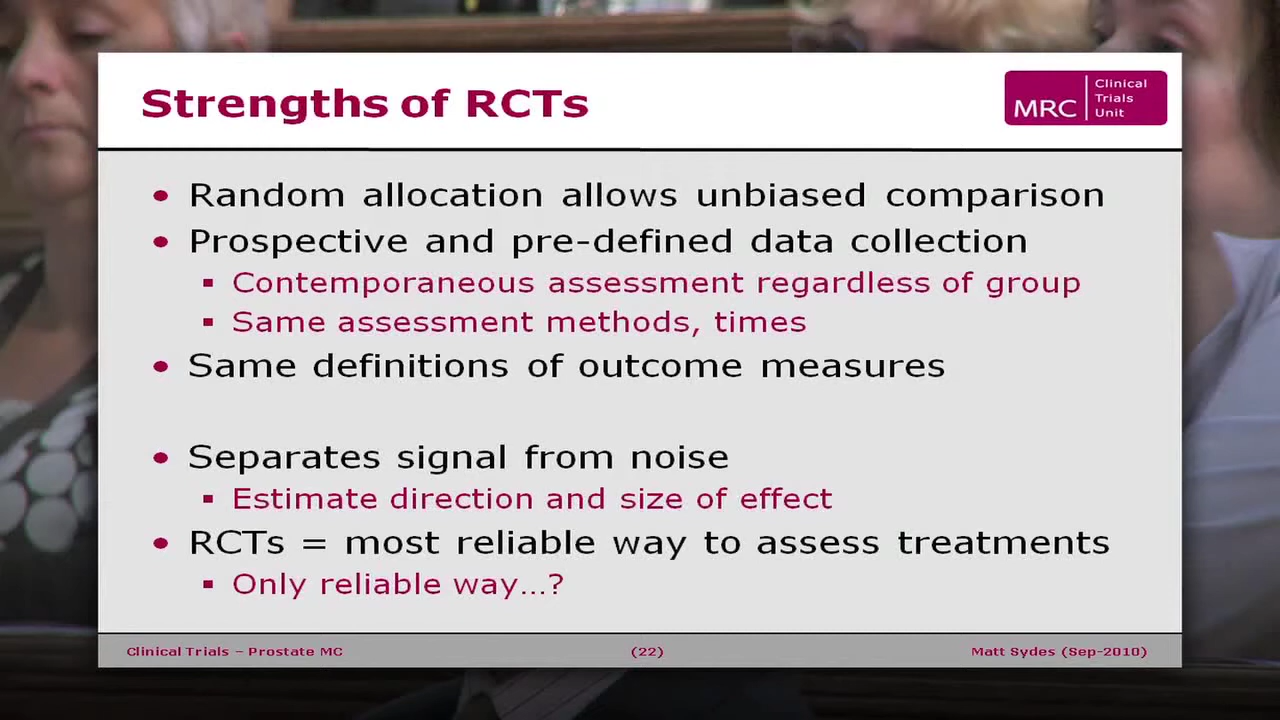 Strengths of RCTs
MRC
Clinical
Trials
Unit
• Random allocation allows unbiased comparison
• Prospective and pre-defined data collection
▪ Contemporaneous assessment regardless of group
▪ Same assessment methods, times
• Same definitions of outcome measures
• Separates signal from noise
▪ Estimate direction and size of effect
• RCTs = most reliable way to assess treatments
▪ Only reliable way...?
Clinical Trials – Prostate MC
(22)
Matt Sydes (Sep-2010)